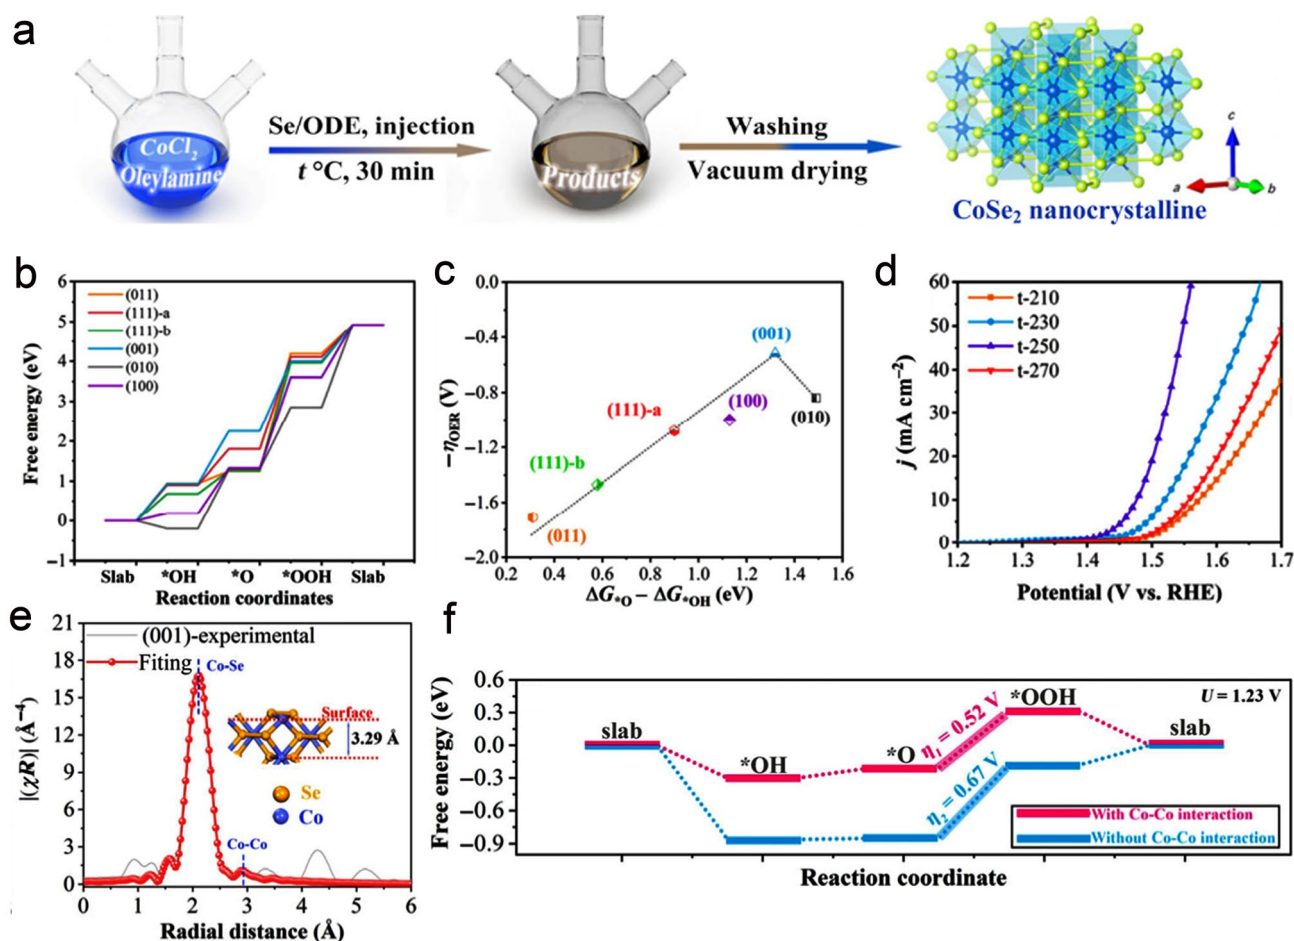 a
CoCl2
Oleylamine
Se/ODE, injection
t °C, 30 min
Products
Washing
Vacuum drying
c
a
b
CoSe2 nanocrystalline
b
Free energy (eV)
6
5
4
3
2
1
0
−1
(011)
(111)-a
(111)-b
(001)
(010)
(100)
Slab
*OH
*O
*OOH
Slab
Reaction coordinates
c
−ηOER (V)
0.0
−0.4
−0.8
−1.2
−1.6
−2.0
(001)
(111)-a
(100)
(010)
(111)-b
(011)
0.2
0.4
0.6
0.8
1.0
1.2
1.4
1.6
ΔG*O − ΔG*OH (eV)
d
j (mA cm−2)
60
50
40
30
20
10
0
t-210
t-230
t-250
t-270
1.2
1.3
1.4
1.5
1.6
1.7
Potential (V vs. RHE)
e
|(χR)| (Å−4)
21
18
15
12
9
6
3
0
(001)-experimental
Fiting
Co-Se
Surface
3.29 Å
Se
Co
Co-Co
0
1
2
3
4
5
6
Radial distance (Å)
f
Free energy (eV)
0.6
0.3
0.0
−0.3
−0.6
−0.9
U = 1.23 V
slab
*OH
*O
*OOH
slab
η1 = 0.52 V
η2 = 0.67 V
With Co-Co interaction
Without Co-Co interaction
Reaction coordinate